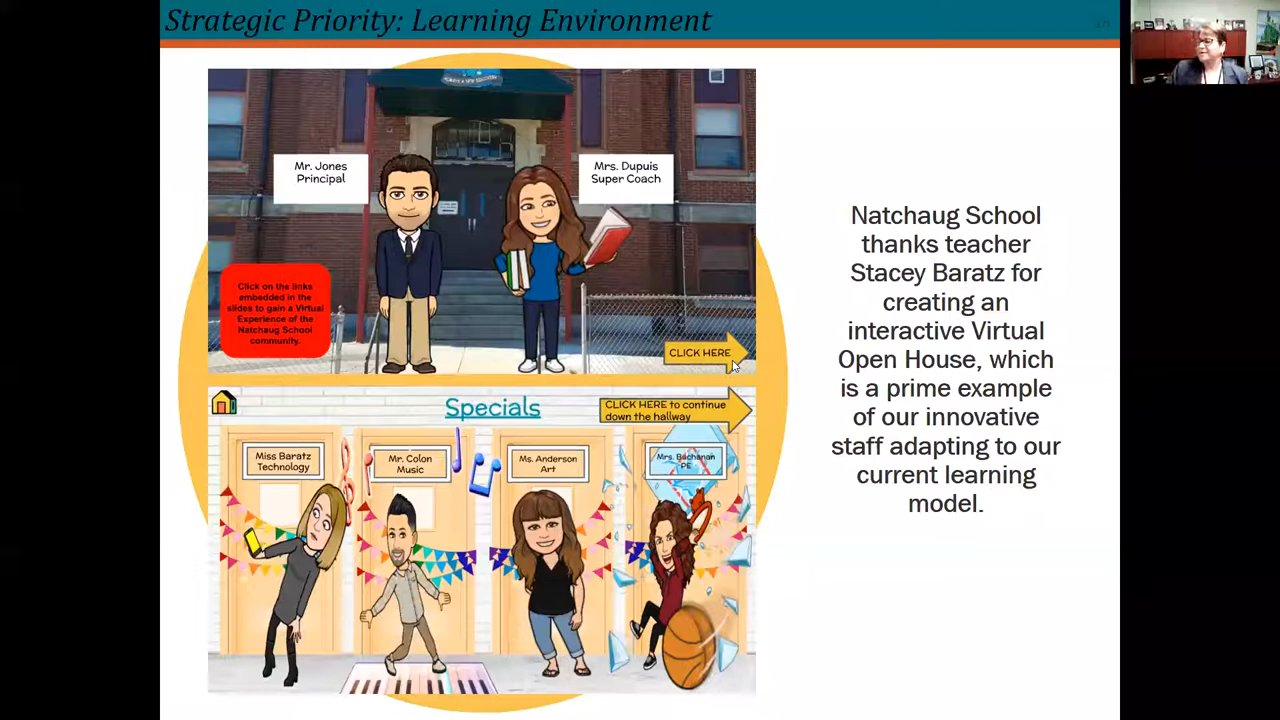 Strategic Priority: Learning Environment
10
Mr. Jones
Principal
Mrs. Dupuis
Super Coach
Click on the links
embedded in the
slides to gain a Virtual
Experience of the
Natchaug School
community.
CLICK HERE
Specials
CLICK HERE to continue
down the hallway
Miss Baratz
Technology
Mr. Colon
Music
Ms. Anderson
Art
Mrs. Buchanan
PE
Natchaug School
thanks teacher
Stacey Baratz for
creating an
interactive Virtual
Open House, which
is a prime example
of our innovative
staff adapting to our
current learning
model.